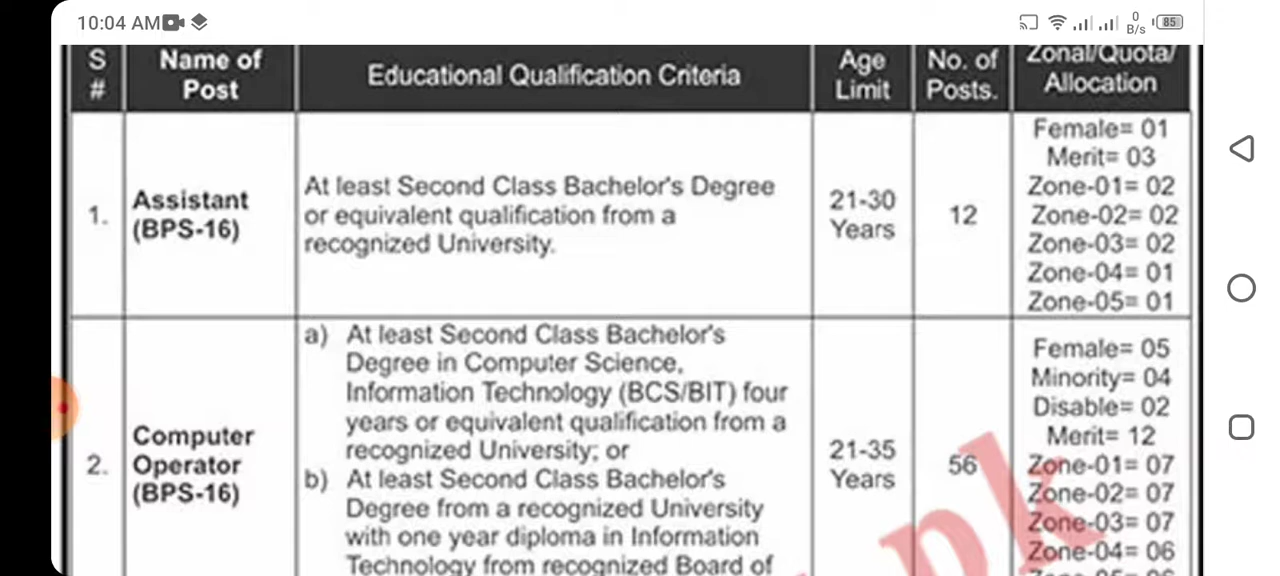 10:04 AM
0
B/s
85
S
#
Name of
Post
Educational Qualification Criteria
Age
Limit
No. of
Posts.
Zonal/Quota/
Allocation
1.
Assistant
(BPS-16)
At least Second Class Bachelor's Degree
or equivalent qualification from a
recognized University.
21-30
Years
12
Female= 01
Merit= 03
Zone-01= 02
Zone-02= 02
Zone-03= 02
Zone-04= 01
Zone-05= 01
2.
Computer
Operator
(BPS-16)
a) At least Second Class Bachelor's
Degree in Computer Science,
Information Technology (BCS/BIT) four
years or equivalent qualification from a
recognized University; or
b) At least Second Class Bachelor's
Degree from a recognized University
with one year diploma in Information
Technology from recognized Board of
21-35
Years
56
Female= 05
Minority= 04
Disable= 02
Merit= 12
Zone-01= 07
Zone-02= 07
Zone-03= 07
Zone-04= 06
Zone-05= 06
pk